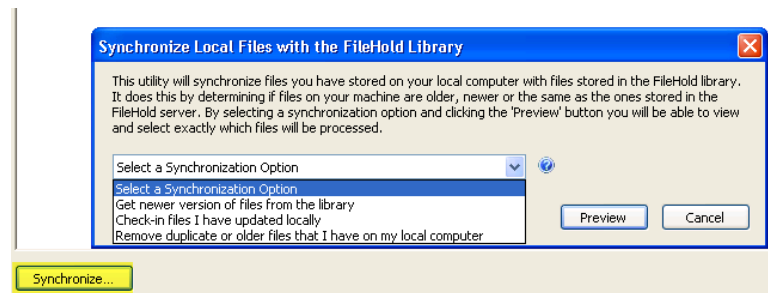 Synchronize Local Files with the FileHold Library
This utility will synchronize files you have stored on your local computer with files stored in the FileHold library.
It does this by determining if files on your machine are older, newer or the same as the ones stored in the
FileHold server. By selecting a synchronization option and clicking the 'Preview' button you will be able to view
and select exactly which files will be processed.
Select a Synchronization Option
Select a Synchronization Option
Get newer version of files from the library
Check-in files I have updated locally
Remove duplicate or older files that I have on my local computer
Preview Cancel
Synchronize...